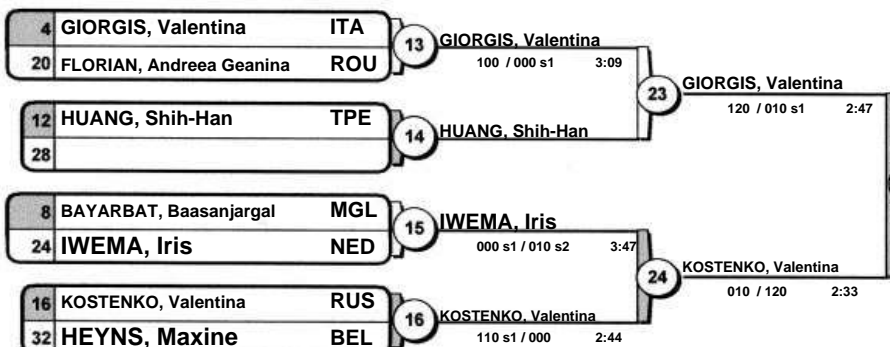 4 GIORGIS, Valentina ITA
20 FLORIAN, Andreea Geanina ROU
13
GIORGIS, Valentina
100 / 000 s1 3:09
12 HUANG, Shih-Han TPE
28
14
HUANG, Shih-Han
23
GIORGIS, Valentina
120 / 010 s1 2:47
8 BAYARBAT, Baasanjargal MGL
24 IWEMA, Iris NED
15
IWEMA, Iris
000 s1 / 010 s2 3:47
16 KOSTENKO, Valentina RUS
32 HEYNS, Maxine BEL
16
KOSTENKO, Valentina
110 s1 / 000 2:44
24
KOSTENKO, Valentina
010 / 120 2:33